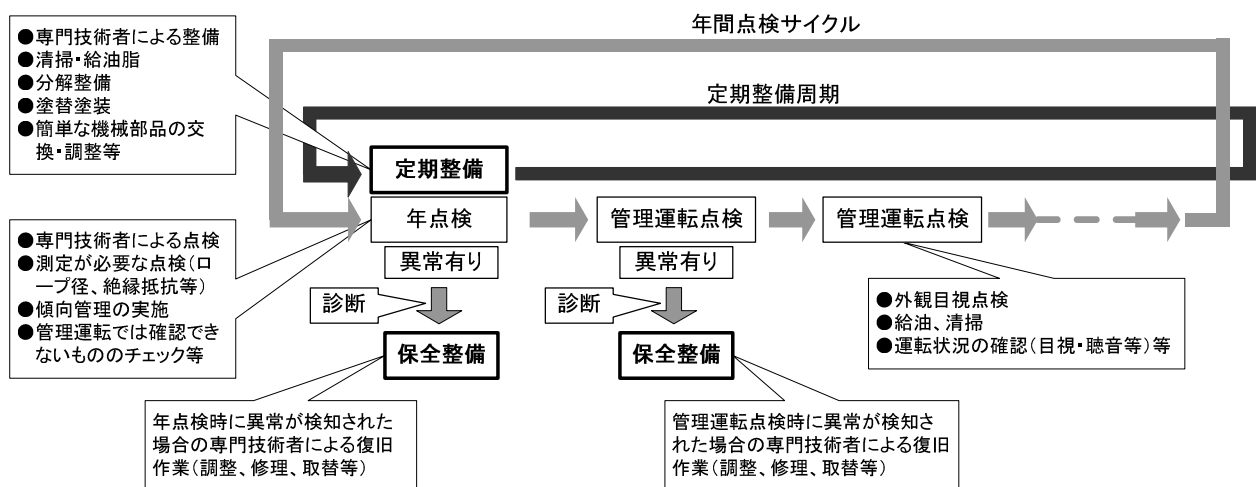 年間点検サイクル
定期整備周期
●専門技術者による整備
●清掃・給油脂
●分解整備
●塗替塗装
●簡単な機械部品の交
換・調整等
定期整備
年点検
管理運転点検
管理運転点検
●専門技術者による点検
●測定が必要な点検(ロ
ープ径、絶縁抵抗等)
●傾向管理の実施
●管理運転では確認でき
ないもののチェック等
異常有り
異常有り
診断
診断
保全整備
保全整備
●外観目視点検
●給油、清掃
●運転状況の確認(目視・聴音等)等
年点検時に異常が検知された
場合の専門技術者による復旧
作業(調整、修理、取替等)
管理運転点検時に異常が検知さ
れた場合の専門技術者による復旧
作業(調整、修理、取替等)